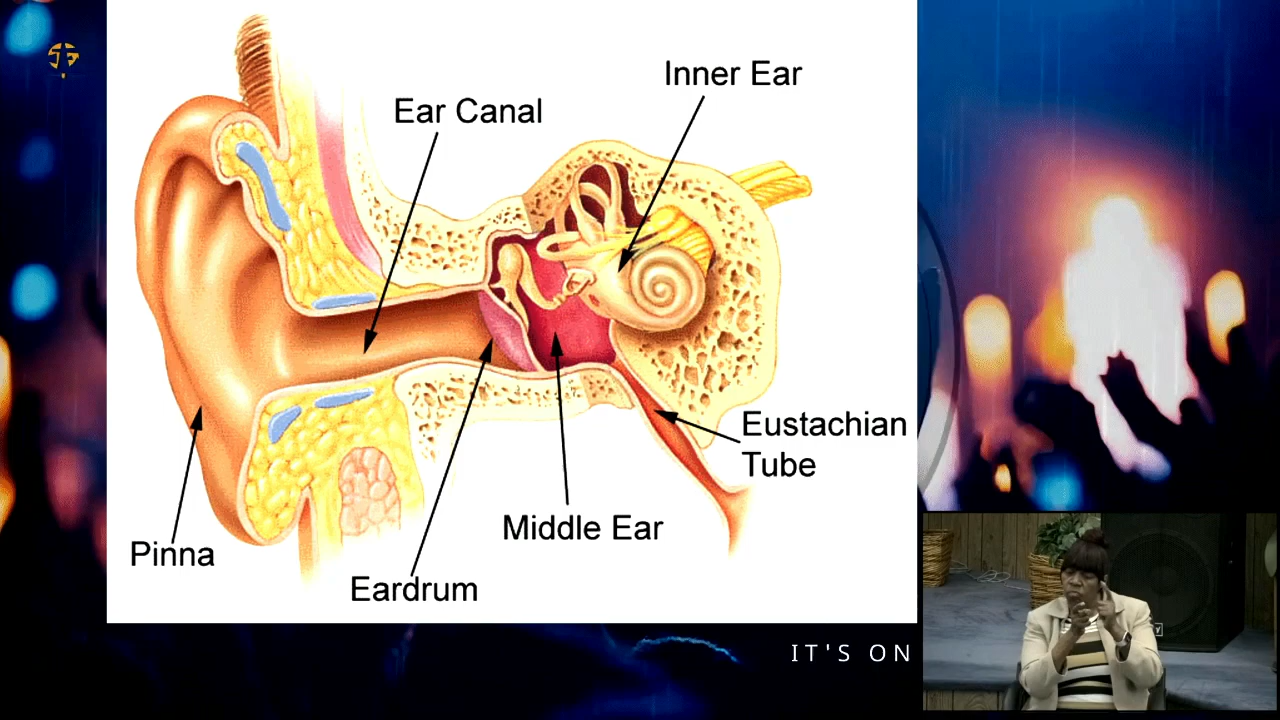 Inner Ear
Ear Canal
Eustachian
Tube
Middle Ear
Pinna
Eardrum
IT'S ON